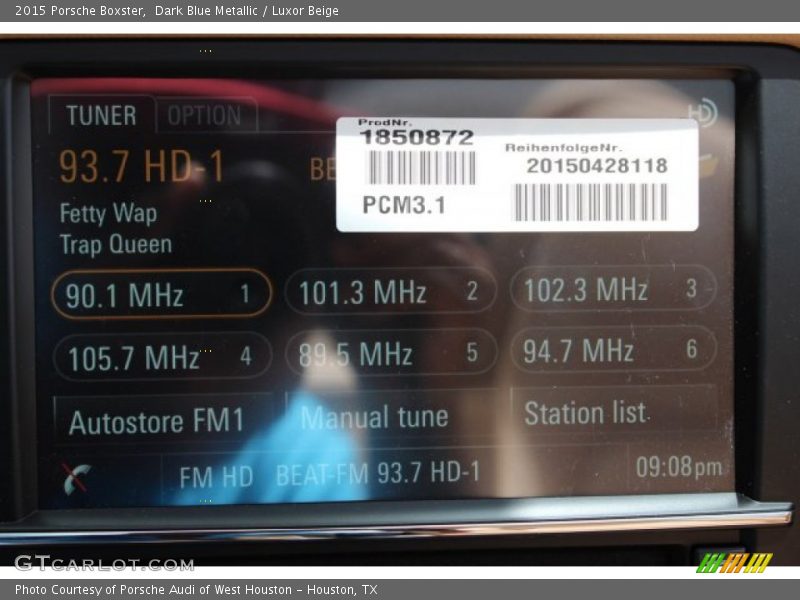 2015 Porsche Boxster,  Dark Blue Metallic / Luxor Beige
TUNER OPTION
93.7 HD-1
ProdNr.
1850872
ReihenfolgeNr.
20150428118
PCM3.1
HD
Fetty Wap
Trap Queen
90.1 MHz 1
101.3 MHz 2
102.3 MHz 3
105.7 MHz 4
89.5 MHz 5
94.7 MHz 6
Autostore FM1 Manual tune Station list
FM HD BEAT-FM 93.7 HD-1 09:08pm
GTCARLOT.COM
Photo Courtesy of Porsche Audi of West Houston - Houston, TX